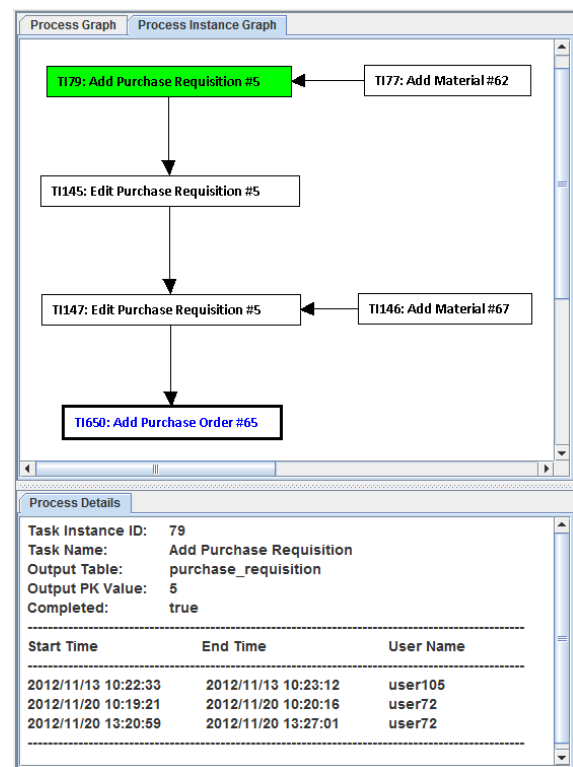 Process Graph Process Instance Graph
TI79: Add Purchase Requisition #5
TI77: Add Material #62
TI145: Edit Purchase Requisition #5
TI147: Edit Purchase Requisition #5
TI146: Add Material #67
TI650: Add Purchase Order #65
Process Details
Task Instance ID: 79
Task Name: Add Purchase Requisition
Output Table: purchase_requisition
Output PK Value: 5
Completed: true
Start Time End Time User Name
2012/11/13 10:22:33 2012/11/13 10:23:12 user105
2012/11/20 10:19:21 2012/11/20 10:20:16 user72
2012/11/20 13:20:59 2012/11/20 13:27:01 user72